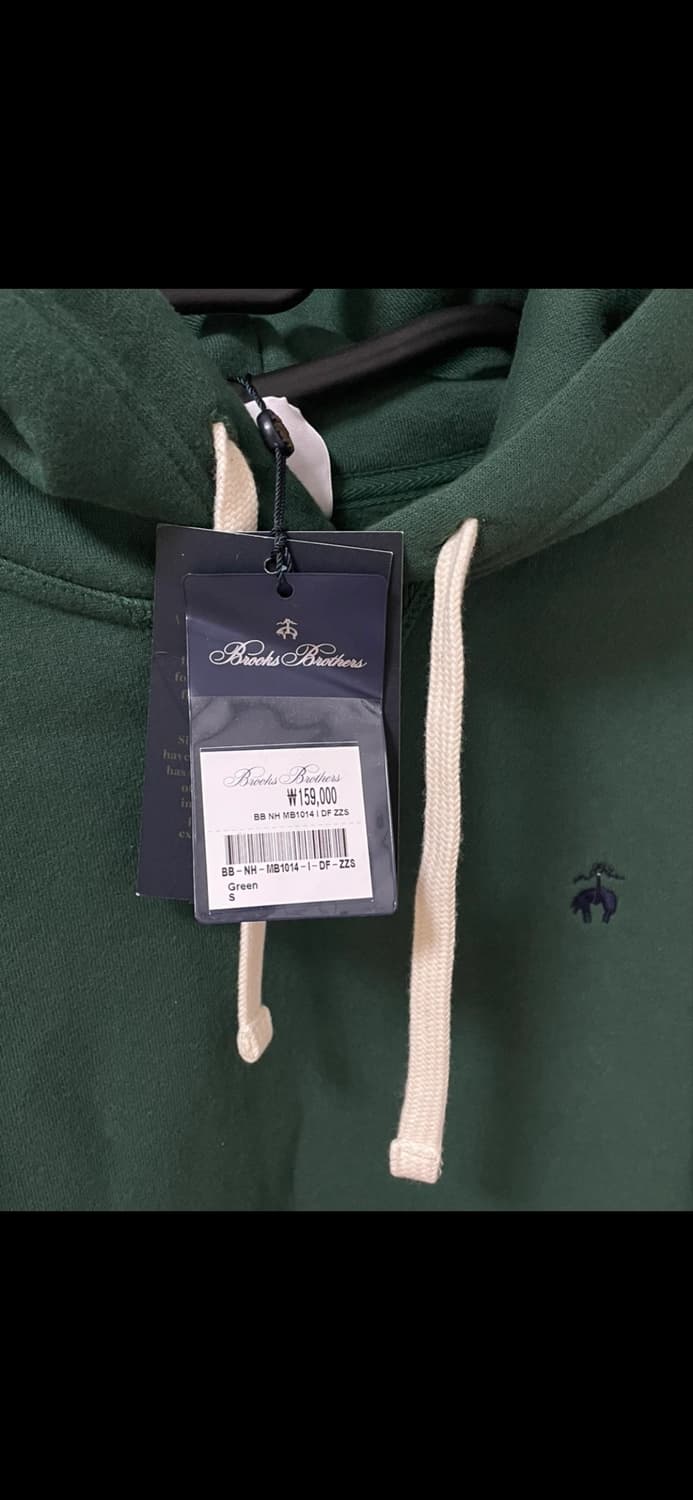 Brooks Brothers
Brooks Brothers
₩159,000
BB NH MB1014 I DF ZZS
BB-NH-MB1014-I-DF-ZZS
Green
S